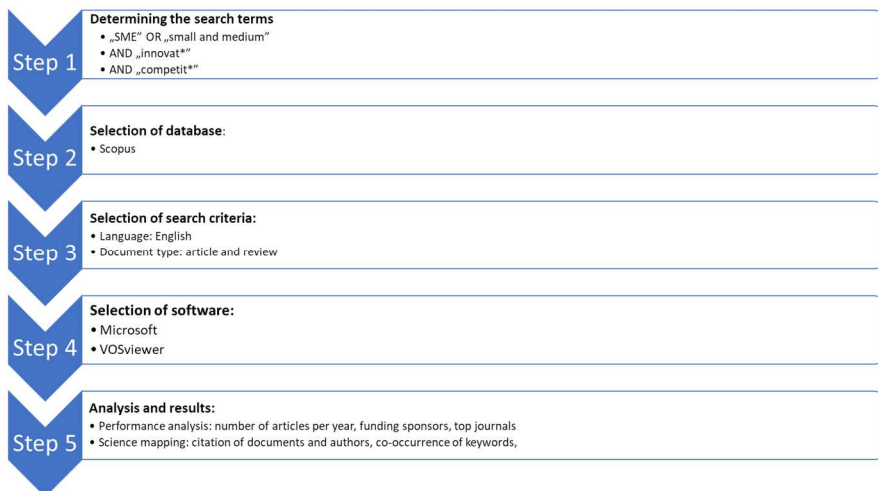 Step 1
Determining the search terms
• „SME” OR „small and medium”
• AND „innovat*”
• AND „competit*”
Step 2
Selection of database:
• Scopus
Step 3
Selection of search criteria:
• Language: English
• Document type: article and review
Step 4
Selection of software:
• Microsoft
• VOSviewer
Step 5
Analysis and results:
• Performance analysis: number of articles per year, funding sponsors, top journals
• Science mapping: citation of documents and authors, co-occurrence of keywords,